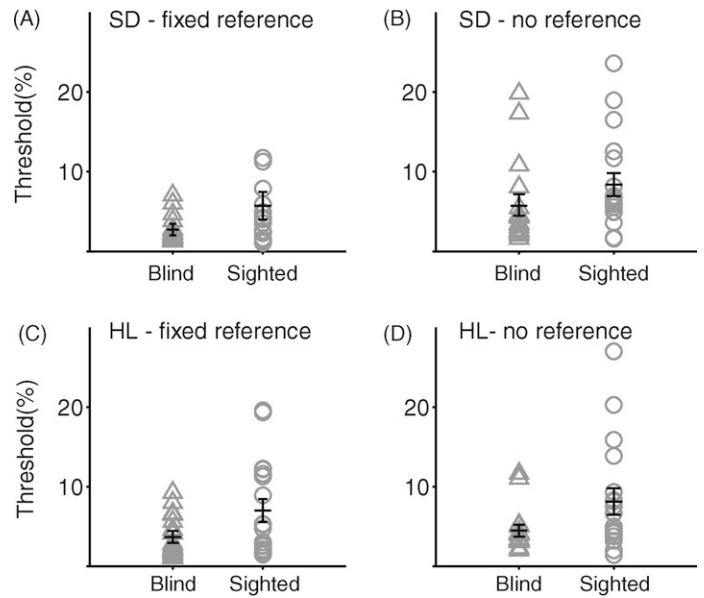 (A) SD - fixed reference
(B) SD - no reference
Threshold(%)
20
10
Blind Sighted
20
10
Blind Sighted
(C) HL - fixed reference
(D) HL- no reference
Threshold(%)
20
10
Blind Sighted
20
10
Blind Sighted